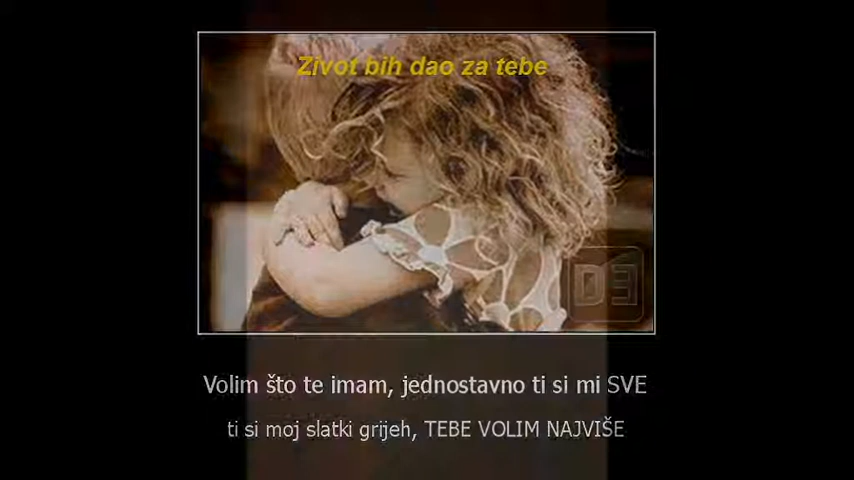 Zivot bih dao za tebe
DE
Volim što te imam, jednostavno ti si mi SVE
ti si moj slatki grijeh, TEBE VOLIM NAJVIŠE